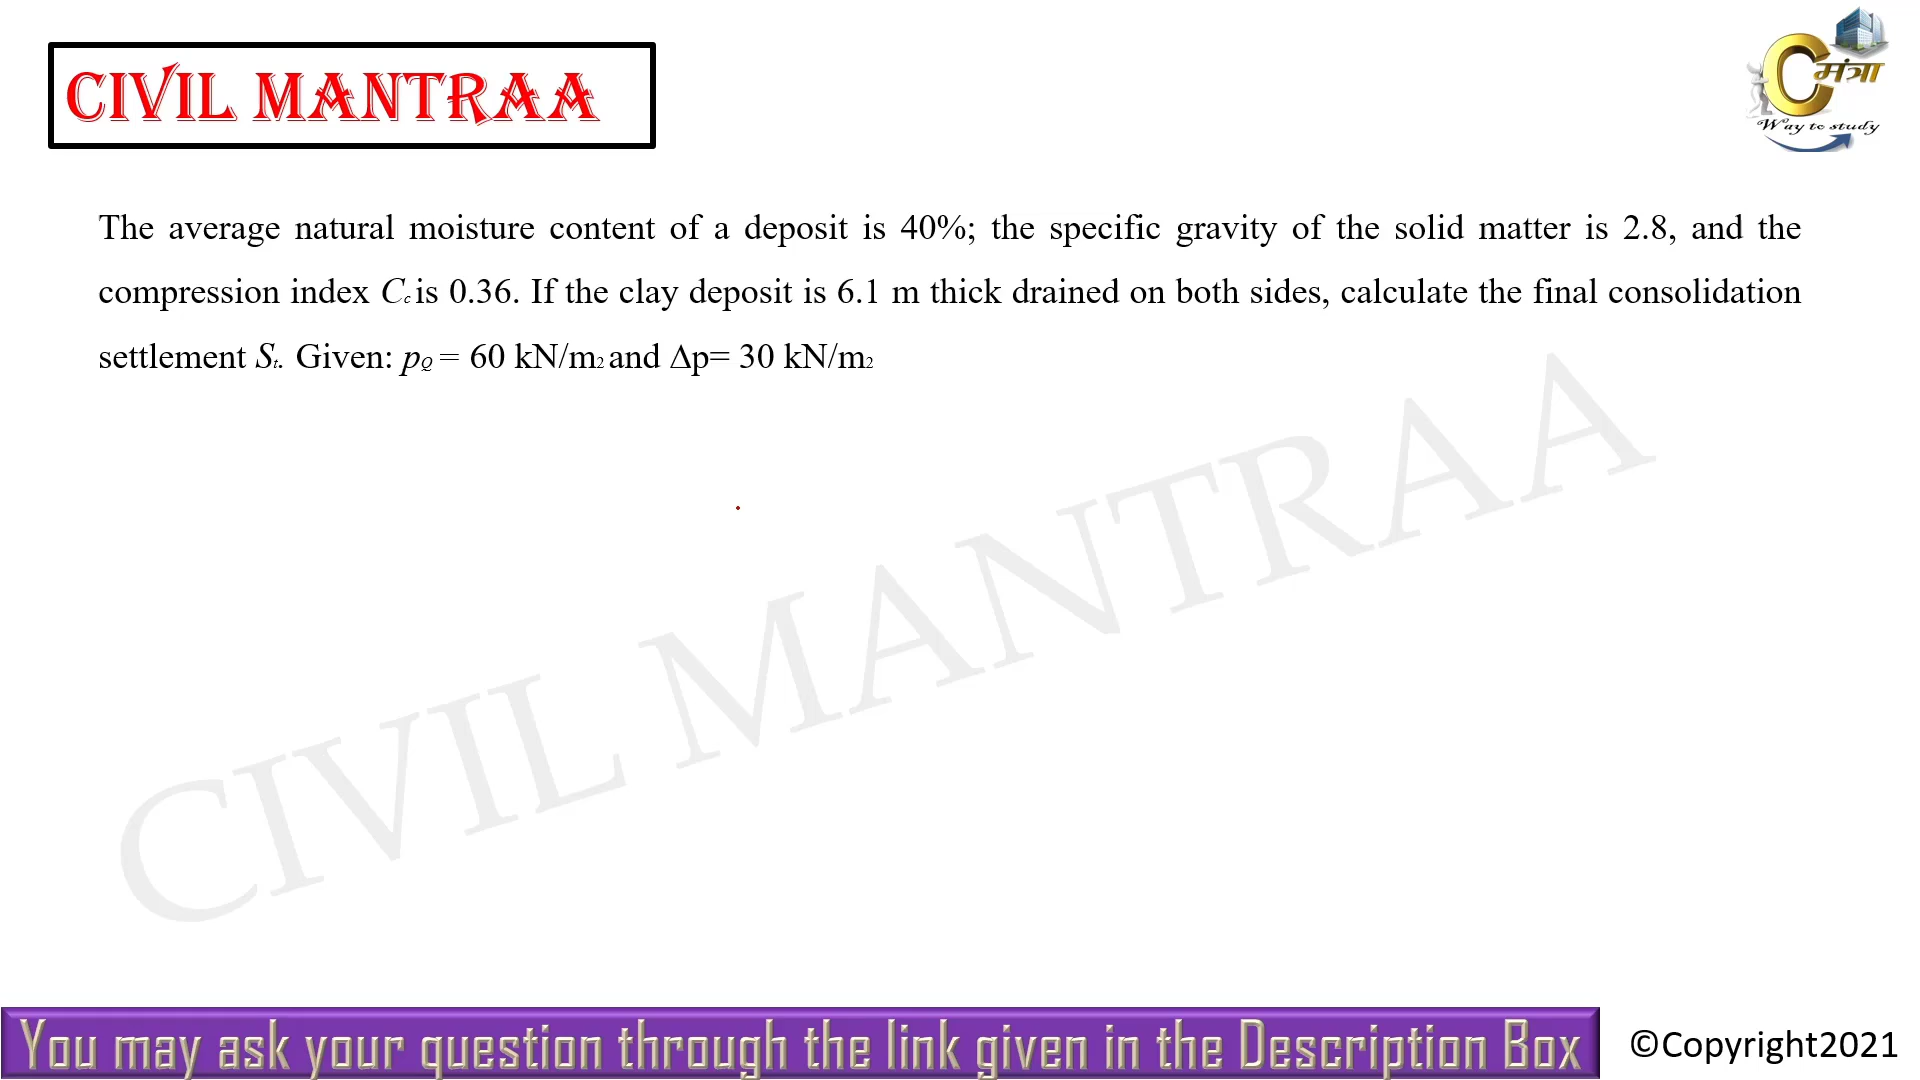 CIVIL MANTRAA
C मंत्रा
Way to study
The average natural moisture content of a deposit is 40%; the specific gravity of the solid matter is 2.8, and the
compression index Cc is 0.36. If the clay deposit is 6.1 m thick drained on both sides, calculate the final consolidation
settlement St. Given: pQ = 60 kN/m2 and Δp= 30 kN/m2
CIVIL MANTRAA
You may ask your question through the link given in the Description Box
©Copyright2021